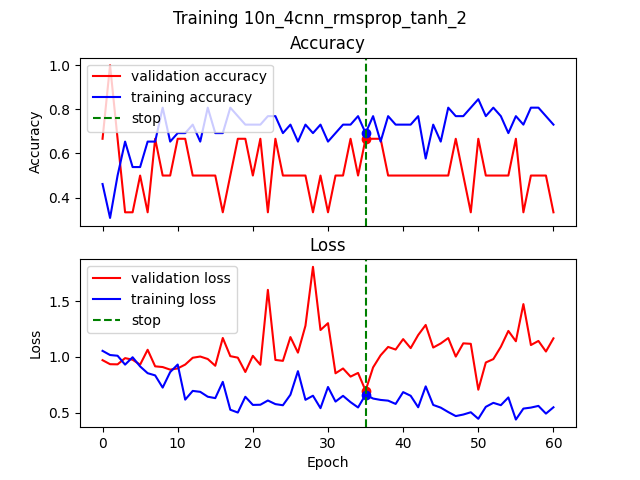 Training 10n_4cnn_rmsprop_tanh_2
Accuracy
1.0
0.8
0.6
0.4
Accuracy
validation accuracy
training accuracy
stop
Loss
1.5
1.0
0.5
Loss
validation loss
training loss
stop
0 10 20 30 40 50 60
Epoch